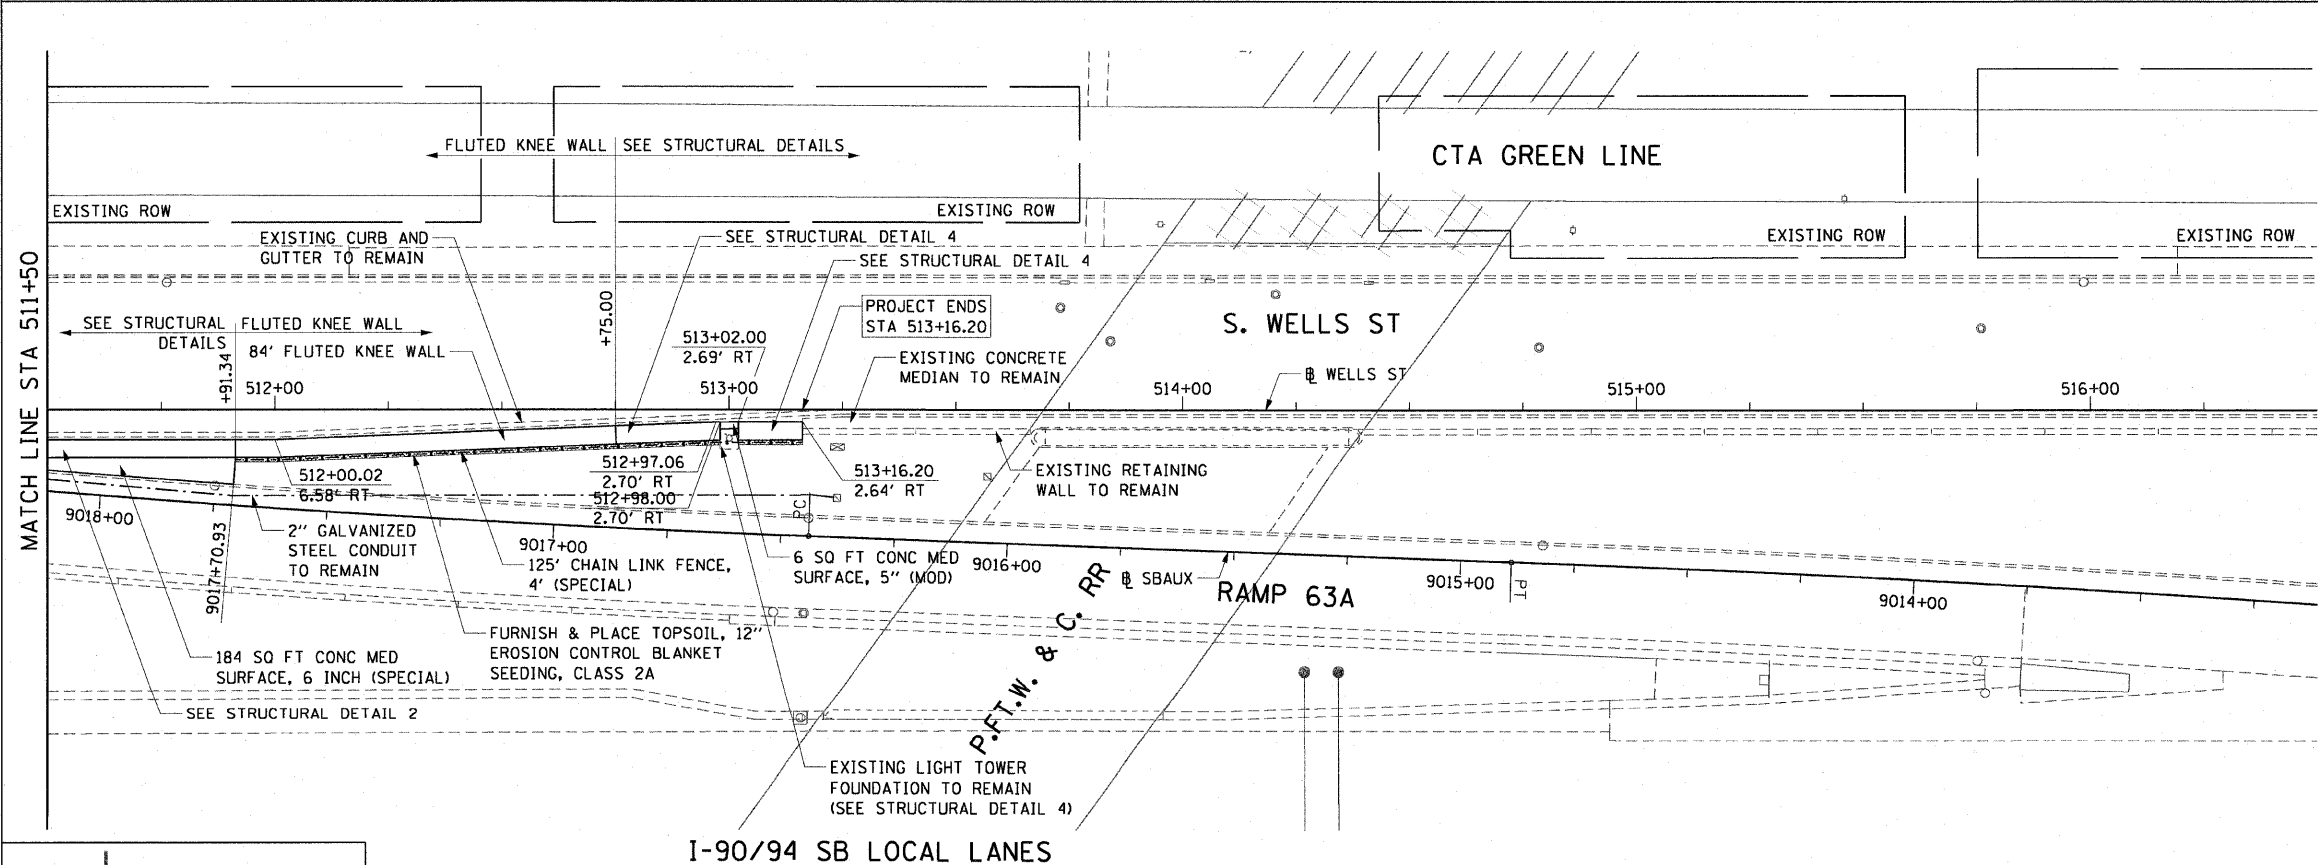 FLUTED KNEE WALL
SEE STRUCTURAL DETAILS
CTA GREEN LINE
EXISTING ROW
EXISTING ROW
EXISTING ROW
EXISTING ROW
EXISTING CURB AND
GUTTER TO REMAIN
SEE STRUCTURAL DETAIL 4
SEE STRUCTURAL DETAIL 4
MATCH LINE STA 511+50
SEE STRUCTURAL
DETAILS
FLUTED KNEE WALL
84' FLUTED KNEE WALL
+91.34
+75.00
513+02.00
2.69' RT
PROJECT ENDS
STA 513+16.20
EXISTING CONCRETE
MEDIAN TO REMAIN
S. WELLS ST
℄ WELLS ST
512+00
513+00
514+00
515+00
516+00
512+00.02
6.58' RT
512+97.06
2.70' RT
512+98.00
2.70' RT
513+16.20
2.64' RT
EXISTING RETAINING
WALL TO REMAIN
PC
9018+00
9017+70.93
2'' GALVANIZED
STEEL CONDUIT
TO REMAIN
9017+00
125' CHAIN LINK FENCE,
4' (SPECIAL)
6 SQ FT CONC MED
SURFACE, 5'' (MOD)
9016+00
℄ SBAUX
RAMP 63A
9015+00
PT
9014+00
P.FT.W. & C. RR
184 SQ FT CONC MED
SURFACE, 6 INCH (SPECIAL)
FURNISH & PLACE TOPSOIL, 12''
EROSION CONTROL BLANKET
SEEDING, CLASS 2A
SEE STRUCTURAL DETAIL 2
EXISTING LIGHT TOWER
FOUNDATION TO REMAIN
(SEE STRUCTURAL DETAIL 4)
I-90/94 SB LOCAL LANES